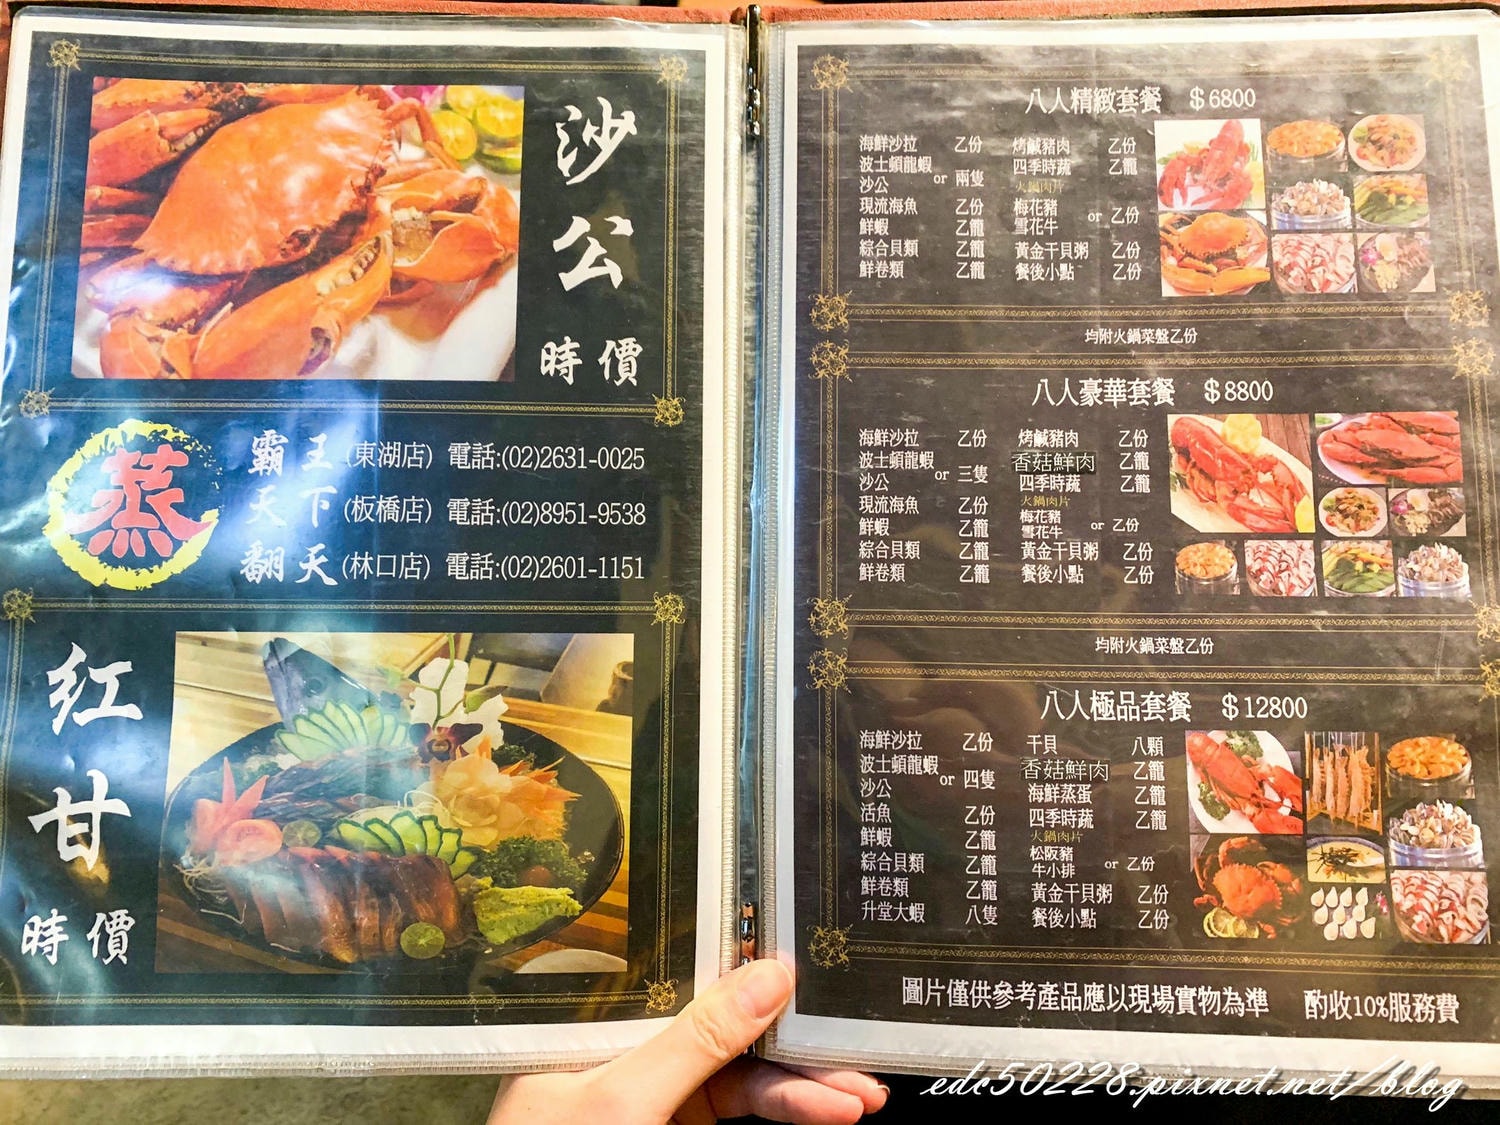 沙公
時價
蒸
霸王 (東湖店) 電話:(02)2631-0025
天下 (板橋店) 電話:(02)8951-9538
翻天 (林口店) 電話:(02)2601-1151
紅甘
時價
八人精緻套餐 $6800
海鮮沙拉 乙份
波士頓龍蝦
沙公 or 兩隻
現流海魚 乙份
鮮蝦 乙籠
綜合貝類 乙籠
鮮卷類 乙籠
烤鹹豬肉 乙份
四季時蔬 乙籠
火鍋肉片
梅花豬
雪花牛 or 乙份
黃金干貝粥 乙份
餐後小點 乙份
均附火鍋菜盤乙份
八人豪華套餐 $8800
海鮮沙拉 乙份
波士頓龍蝦
沙公 or 三隻
現流海魚 乙份
鮮蝦 乙籠
綜合貝類 乙籠
鮮卷類 乙籠
烤鹹豬肉 乙份
香菇鮮肉 乙籠
四季時蔬 乙籠
火鍋肉片
梅花豬
雪花牛 or 乙份
黃金干貝粥 乙份
餐後小點 乙份
均附火鍋菜盤乙份
八人極品套餐 $12800
海鮮沙拉 乙份
波士頓龍蝦
沙公 or 四隻
活魚 乙份
鮮蝦 乙籠
綜合貝類 乙籠
鮮卷類 乙籠
升堂大蝦 八隻
干貝 八顆
香菇鮮肉 乙籠
海鮮蒸蛋 乙籠
四季時蔬 乙籠
火鍋肉片
松阪豬
牛小排 or 乙份
黃金干貝粥 乙份
餐後小點 乙份
圖片僅供參考產品應以現場實物為準 酌收10%服務費
edc50228.pixnet.net/blog